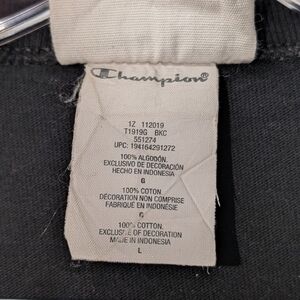 Champion®
1Z 112019
T1919G BKC
551274
UPC: 194164291272
100% ALGODÓN.
EXCLUSIVO DE DECORACIÓN
HECHO EN INDONESIA
G
100% COTON.
DÉCORATION NON COMPRISE
FABRIQUÉ EN INDONÉSIE
G
100% COTTON.
EXCLUSIVE OF DECORATION
MADE IN INDONESIA
L